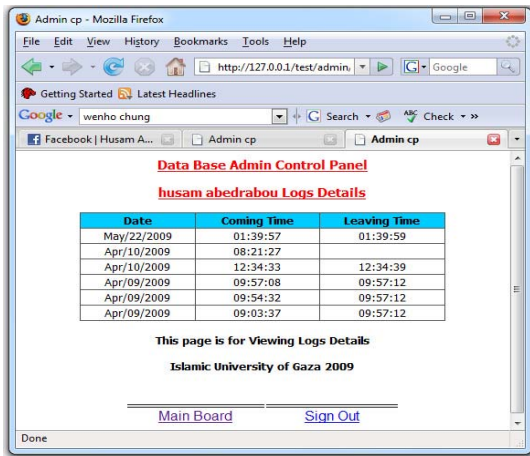 Admin cp - Mozilla Firefox
File Edit View History Bookmarks Tools Help
http://127.0.0.1/test/admin, G Google
Getting Started Latest Headlines
Google wenho chung G Search ABC Check »
Facebook | Husam A... Admin cp Admin cp
Data Base Admin Control Panel
husam abedrabou Logs Details
Date Coming Time Leaving Time
May/22/2009 01:39:57 01:39:59
Apr/10/2009 08:21:27
Apr/10/2009 12:34:33 12:34:39
Apr/09/2009 09:57:08 09:57:12
Apr/09/2009 09:54:32 09:57:12
Apr/09/2009 09:03:37 09:57:12
This page is for Viewing Logs Details
Islamic University of Gaza 2009
Main Board Sign Out
Done